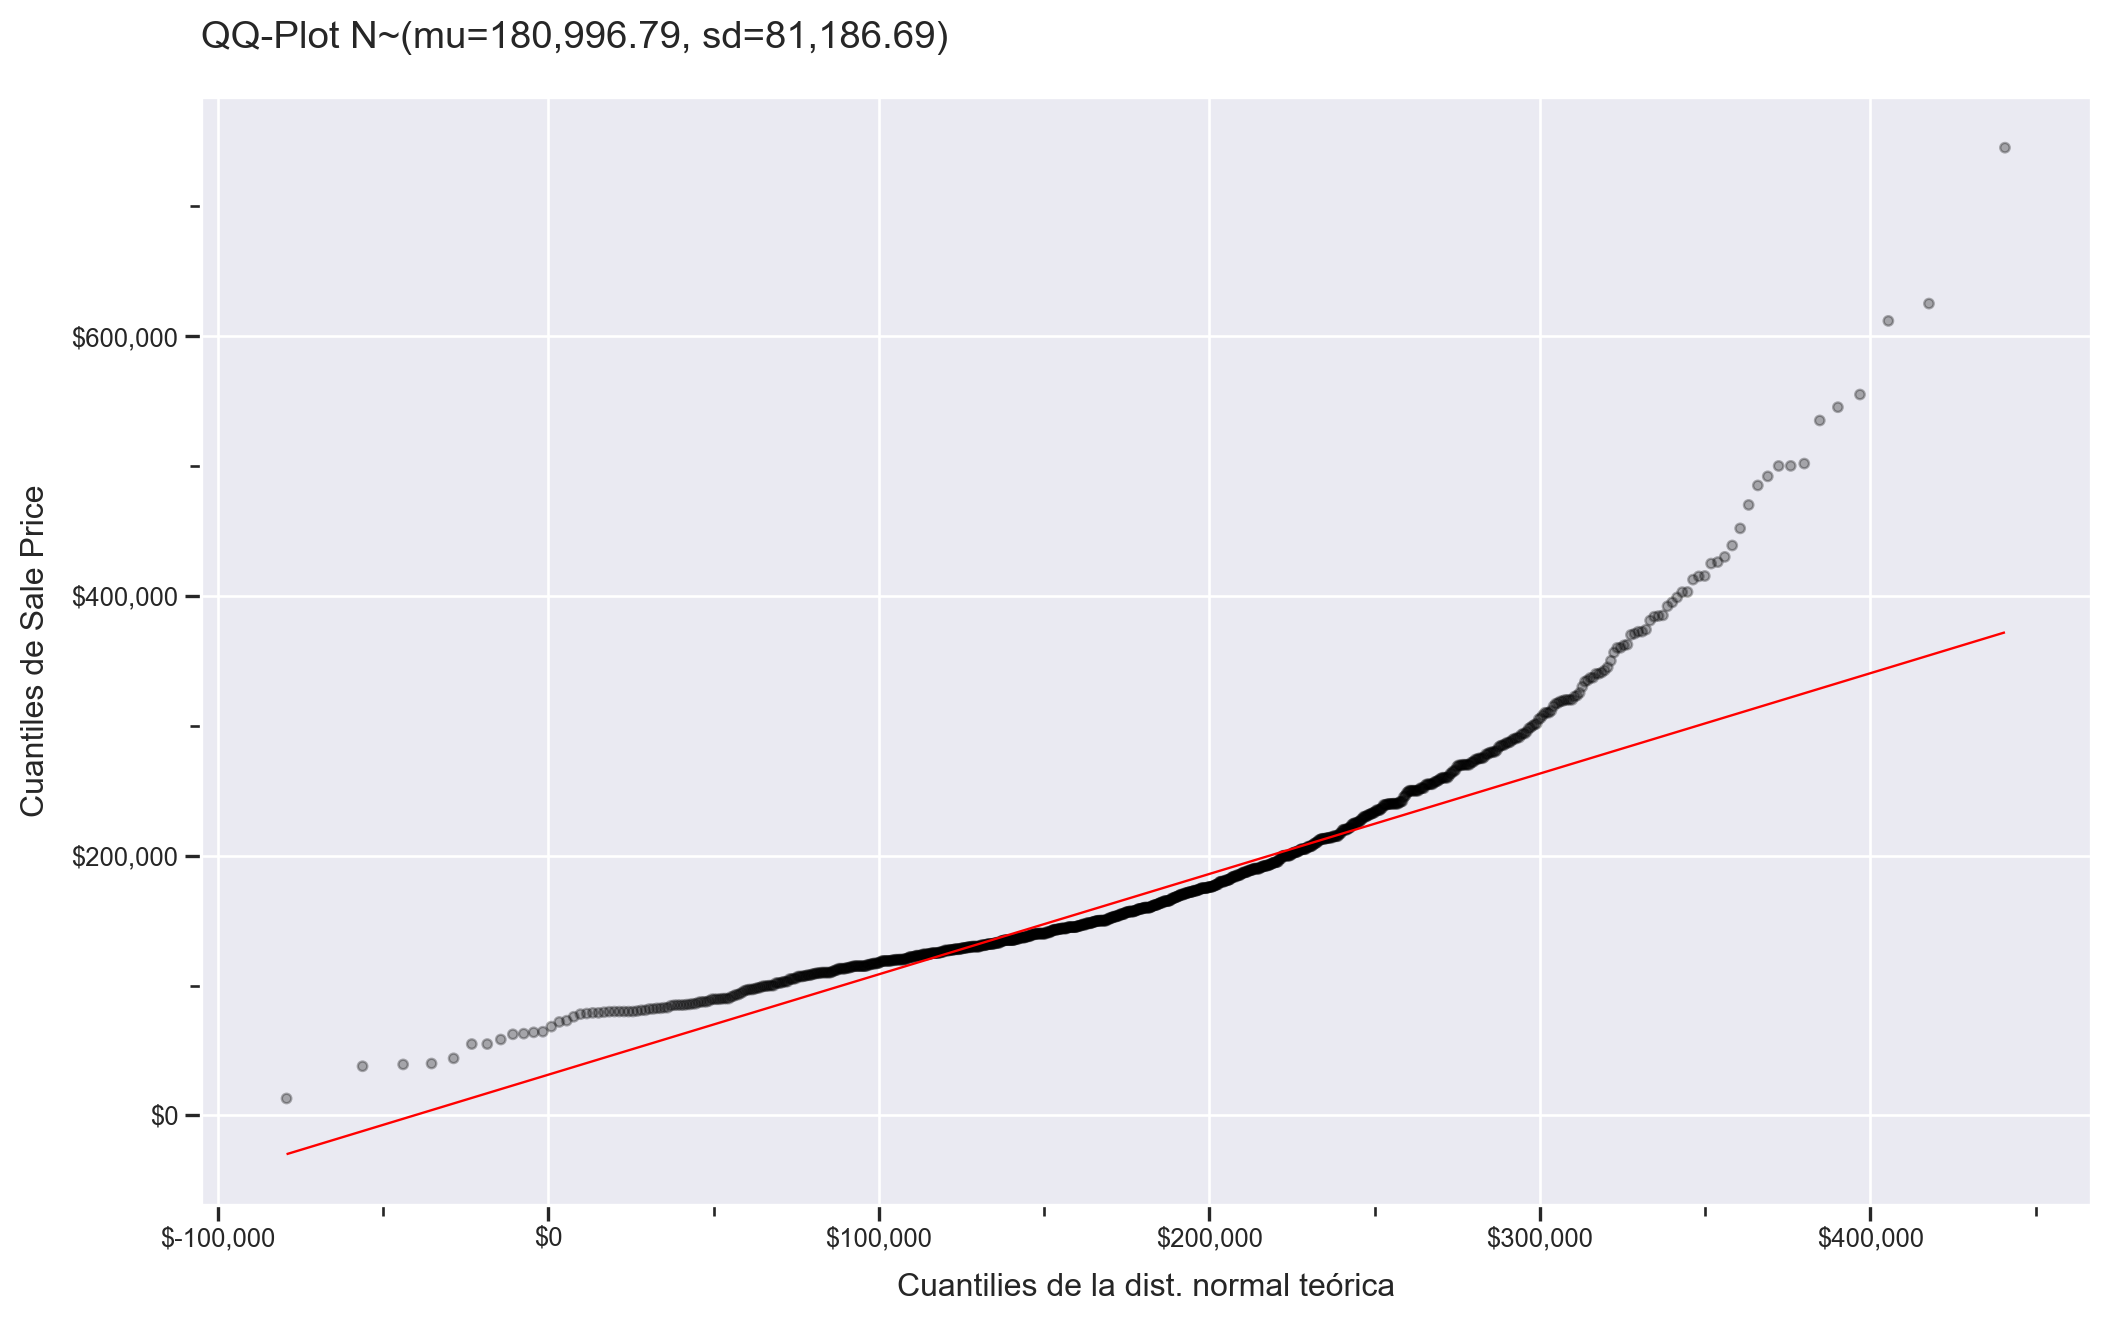 QQ-Plot N~(mu=180,996.79, sd=81,186.69)
Cuantiles de Sale Price
$600,000
$400,000
$200,000
$0
$-100,000 $0 $100,000 $200,000 $300,000 $400,000
Cuantilies de la dist. normal teórica